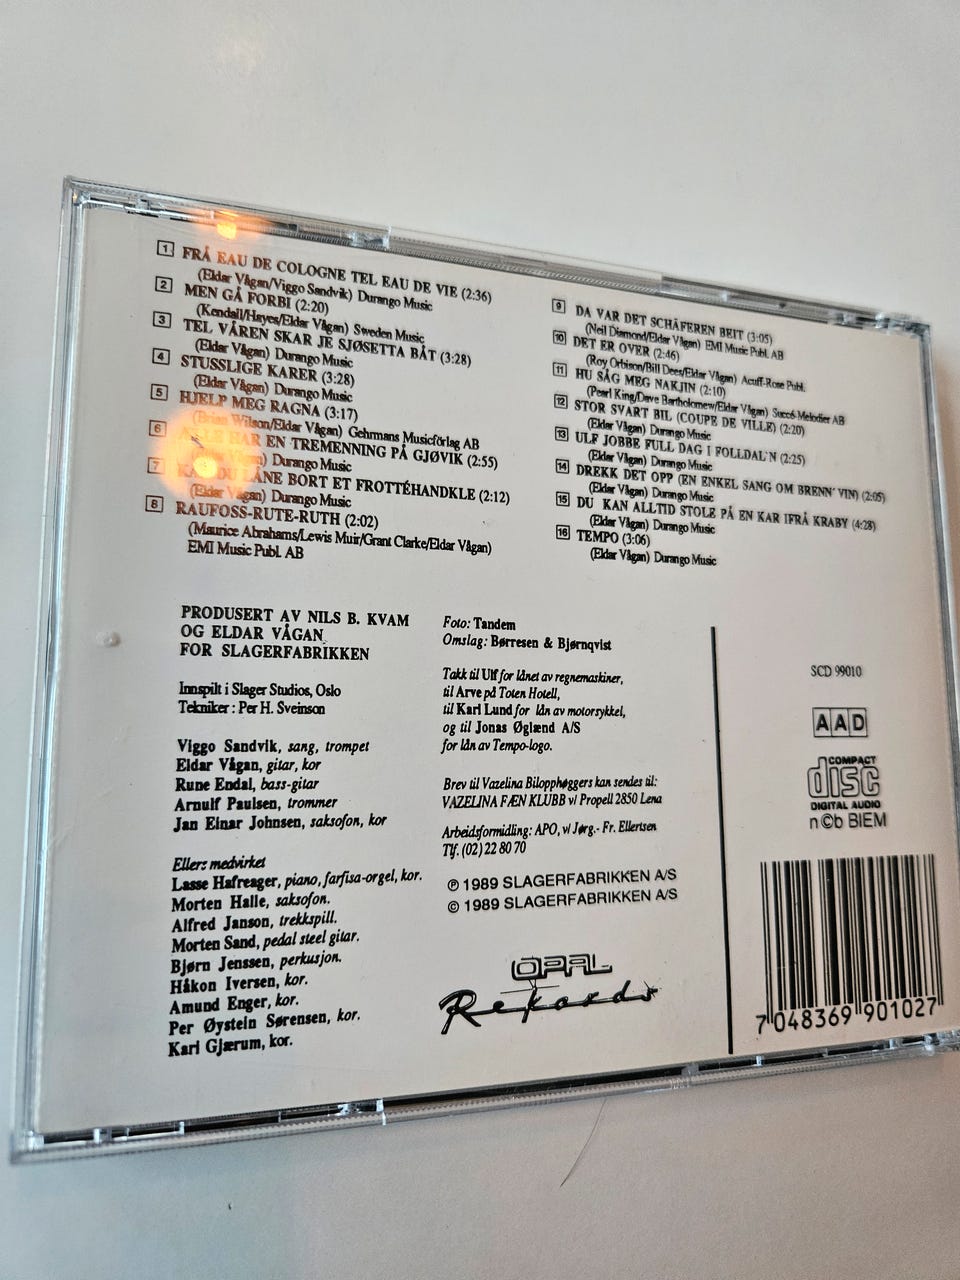 1 FRÅ EAU DE COLOGNE TEL EAU DE VIE (2:36)
(Eldar Vågan/Viggo Sandvik) Durango Music
2 MEN GÅ FORBI (2:20)
(Kendall/Hayes/Eldar Vågan) Sweden Music
3 TEL VÅREN SKAR JE SJØSETTA BÅT (3:28)
(Eldar Vågan) Durango Music
4 STUSSLIGE KARER (3:28)
(Eldar Vågan) Durango Music
5 HJELP MEG RAGNA (3:17)
(Brian Wilson/Eldar Vågan) Gehrmans Musicförlag AB
6 HAR EN TREMENNING PÅ GJØVIK (2:55)
Vågan) Durango Music
7 DU LÅNE BORT ET FROTTÉHANDKLE (2:12)
(Eldar Vågan) Durango Music
8 RAUFOSS-RUTE-RUTH (2:02)
(Maurice Abrahams/Lewis Muir/Grant Clarke/Eldar Vågan)
EMI Music Publ. AB
9 DA VAR DET SCHÄFEREN BEIT (3:05)
(Neil Diamond/Eldar Vågan) EMI Music Publ. AB
10 DET ER OVER (2:46)
(Roy Orbison/Bill Dees/Eldar Vågan) Acuff-Rose Publ.
11 HU SÅG MEG NAKJIN (2:10)
(Pearl King/Dave Bartholomew/Eldar Vågan) Succé-Melodier AB
12 STOR SVART BIL (COUPE DE VILLE) (2:20)
(Eldar Vågan) Durango Music
13 ULF JOBBE FULL DAG I FOLLDAL'N (2:25)
(Eldar Vågan) Durango Music
14 DREKK DET OPP (EN ENKEL SANG OM BRENN' VIN) (2:05)
(Eldar Vågan) Durango Music
15 DU KAN ALLTID STOLE PÅ EN KAR IFRÅ KRABY (4:28)
(Eldar Vågan) Durango Music
16 TEMPO (3:06)
(Eldar Vågan) Durango Music
PRODUSERT AV NILS B. KVAM
OG ELDAR VÅGAN
FOR SLAGERFABRIKKEN
Innspilt i Slager Studios, Oslo
Tekniker : Per H. Sveinson
Viggo Sandvik, sang, trompet
Eldar Vågan, gitar, kor
Rune Endal, bass-gitar
Arnulf Paulsen, trommer
Jan Einar Johnsen, saksofon, kor
Ellers medvirket
Lasse Hafreager, piano, farfisa-orgel, kor.
Morten Halle, saksofon.
Alfred Janson, trekkspill.
Morten Sand, pedal steel gitar.
Bjørn Jenssen, perkusjon.
Håkon Iversen, kor.
Amund Enger, kor.
Per Øystein Sørensen, kor.
Kari Gjærum, kor.
Foto: Tandem
Omslag: Børresen & Bjørnqvist
Takk til Ulf for lånet av regnemaskiner,
til Arve på Toten Hotell,
til Karl Lund for lån av motorsykkel,
og til Jonas Øglænd A/S
for lån av Tempo-logo.
Brev til Vazelina Bilopphøggers kan sendes til:
VAZELINA FÆN KLUBB v/ Propell 2850 Lena
Arbeidsformidling: APO, v/ Jørg.- Fr. Ellertsen
Tlf. (02) 22 80 70
℗ 1989 SLAGERFABRIKKEN A/S
© 1989 SLAGERFABRIKKEN A/S
OPAL
Rekords
SCD 99010
AAD
COMPACT
disc
DIGITAL AUDIO
n©b BIEM
7 048369 901027